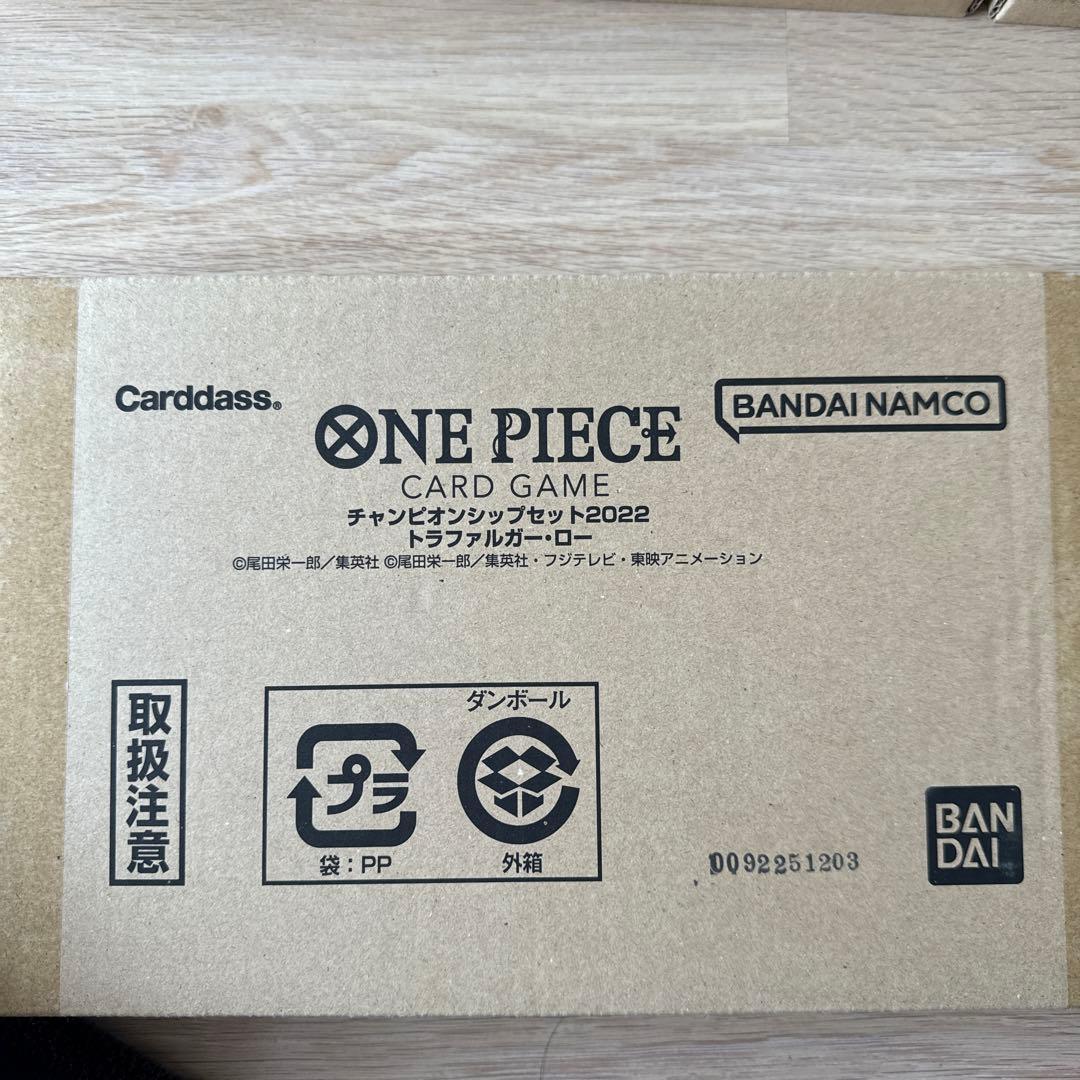 Carddass®
ONE PIECE
CARD GAME
BANDAI NAMCO
チャンピオンシップセット2022
トラファルガー・ロー
©尾田栄一郎／集英社 ©尾田栄一郎／集英社・フジテレビ・東映アニメーション
取扱注意
プラ
袋：PP
ダンボール
外箱
0092251203
BAN
DAI